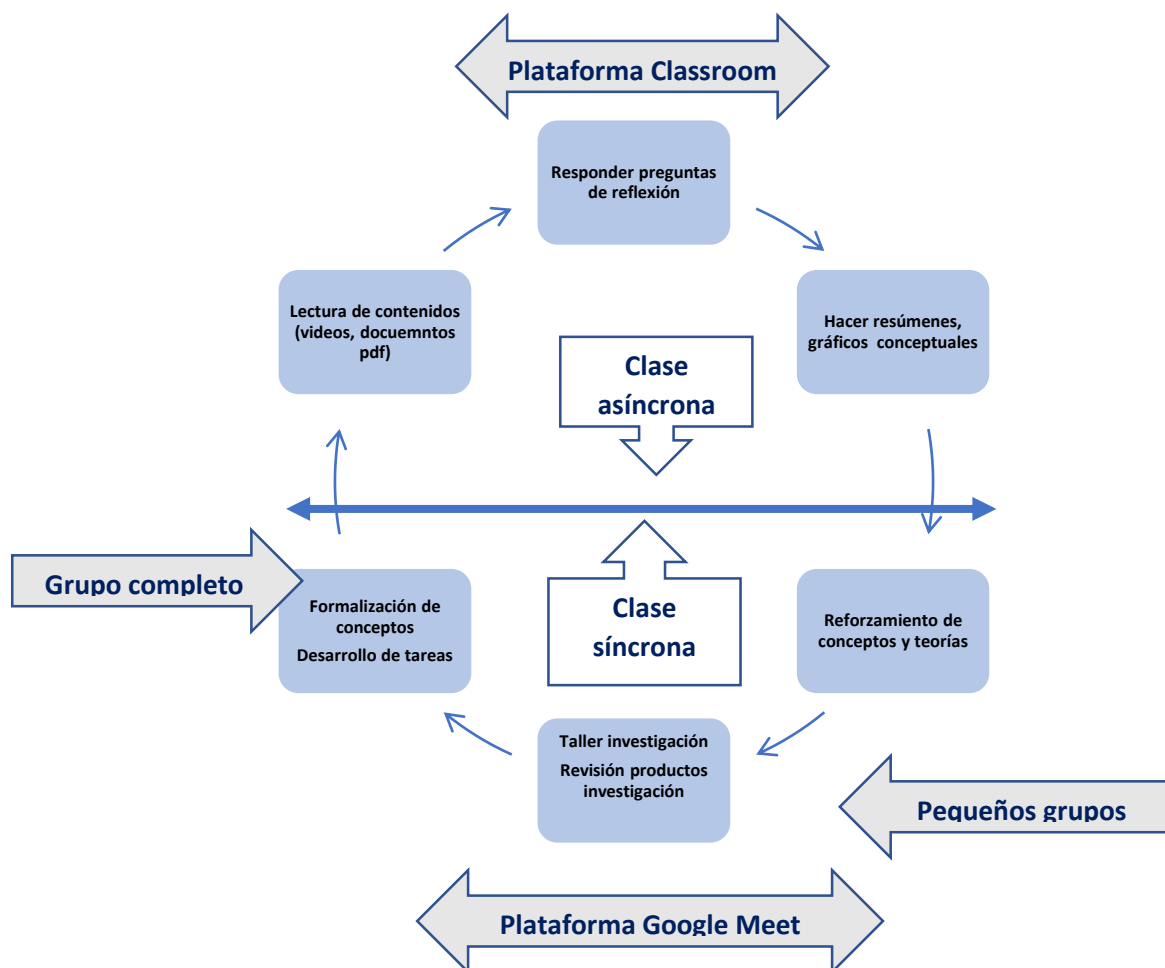 Plataforma Classroom
Responder preguntas
de reflexión
Lectura de contenidos
(videos, docuemntos
pdf)
Hacer resúmenes,
gráficos conceptuales
Clase
asíncrona
Grupo completo
Formalización de
conceptos
Desarrollo de tareas
Clase
síncrona
Reforzamiento de
conceptos y teorías
Taller investigación
Revisión productos
investigación
Pequeños grupos
Plataforma Google Meet